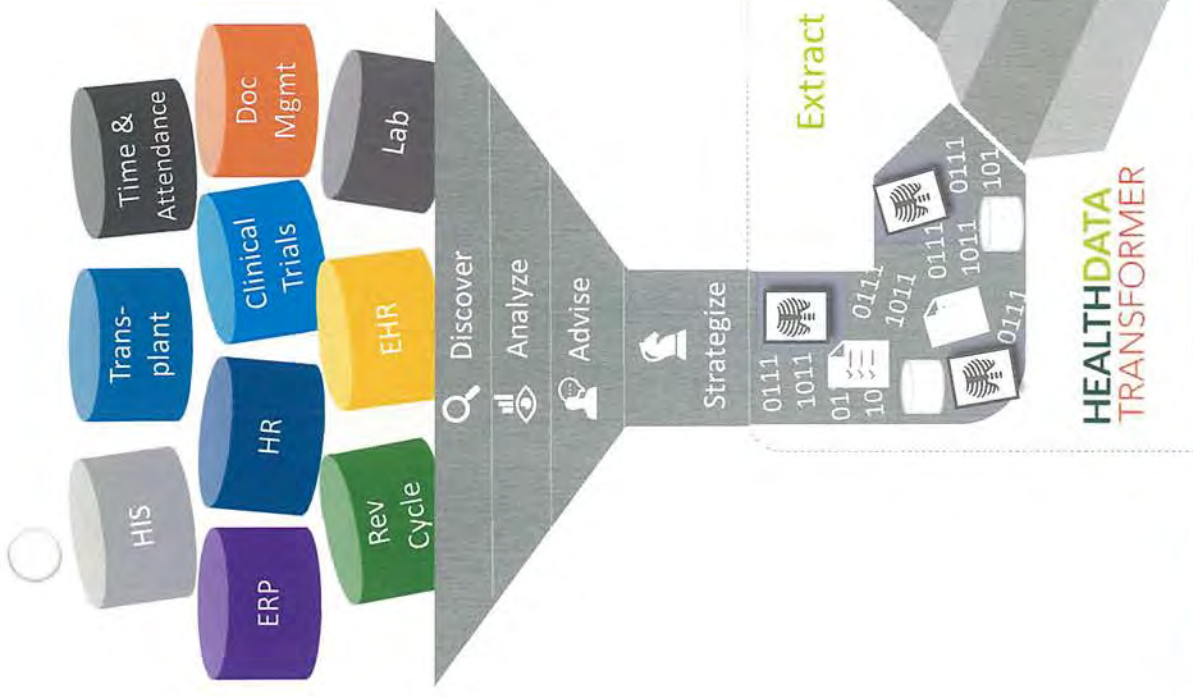 HIS
Trans-
plant
Time &
Attendance
ERP
HR
Clinical
Trials
Doc
Mgmt
Rev
Cycle
EHR
Lab
Discover
Analyze
Advise
Strategize
0111
1011
01
10
0111
1011
0111
0111
1011
0111
101
Extract
HEALTHDATA
TRANSFORMER